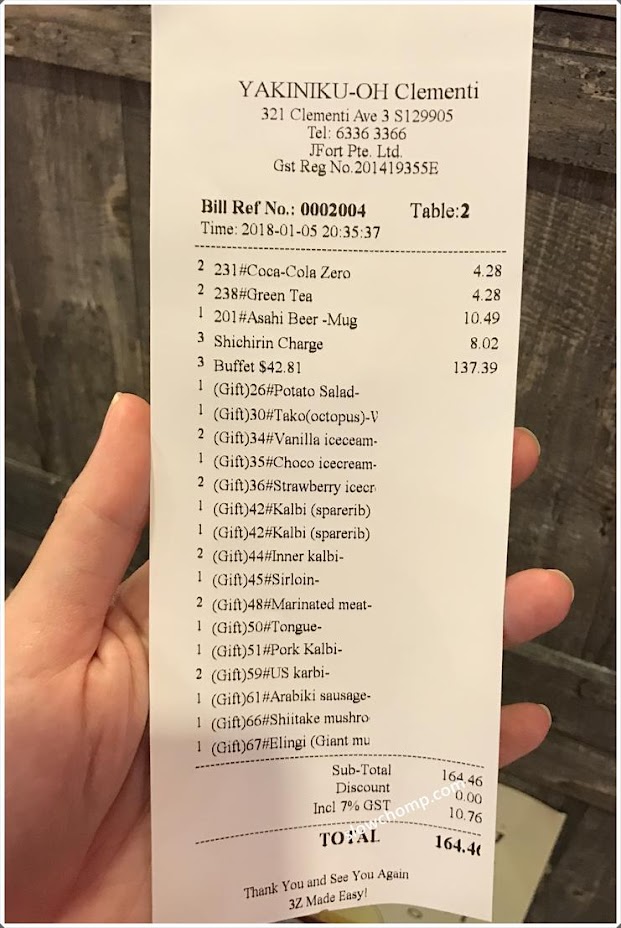 YAKINIKU-OH Clementi
321 Clementi Ave 3 S129905
Tel: 6336 3366
JFort Pte. Ltd.
Gst Reg No.201419355E
Bill Ref No.: 0002004 Table:2
Time: 2018-01-05 20:35:37
2 231#Coca-Cola Zero 4.28
2 238#Green Tea 4.28
1 201#Asahi Beer -Mug 10.49
3 Shichirin Charge 8.02
3 Buffet $42.81 137.39
1 (Gift)26#Potato Salad-
1 (Gift)30#Tako(octopus)-V
2 (Gift)34#Vanilla iceceam-
1 (Gift)35#Choco icecream-
2 (Gift)36#Strawberry icecr
1 (Gift)42#Kalbi (sparerib)
1 (Gift)42#Kalbi (sparerib)
2 (Gift)44#Inner kalbi-
1 (Gift)45#Sirloin-
2 (Gift)48#Marinated meat-
1 (Gift)50#Tongue-
1 (Gift)51#Pork Kalbi-
2 (Gift)59#US karbi-
1 (Gift)61#Arabiki sausage-
1 (Gift)66#Shiitake mushro
1 (Gift)67#Elingi (Giant mu
Sub-Total 164.46
Discount 0.00
Incl 7% GST 10.76
TOTAL 164.46
Thank You and See You Again
3Z Made Easy!